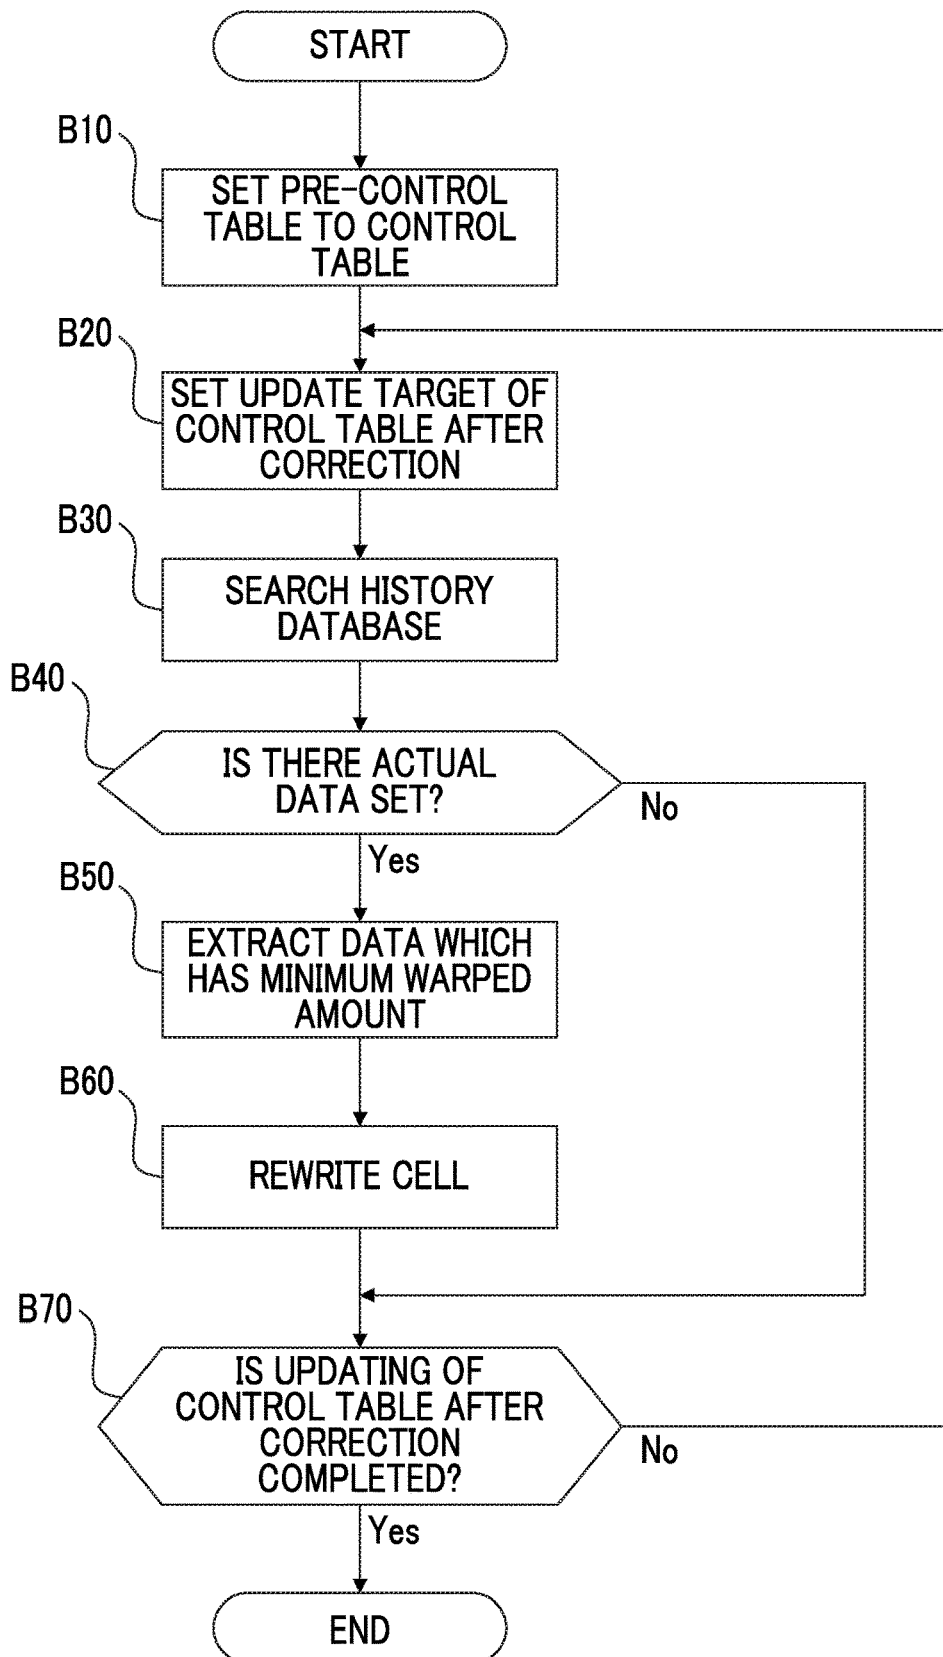 START
B10
SET PRE-CONTROL
TABLE TO CONTROL
TABLE
B20
SET UPDATE TARGET OF
CONTROL TABLE AFTER
CORRECTION
B30
SEARCH HISTORY
DATABASE
B40
IS THERE ACTUAL
DATA SET?
No
Yes
B50
EXTRACT DATA WHICH
HAS MINIMUM WARPED
AMOUNT
B60
REWRITE CELL
B70
IS UPDATING OF
CONTROL TABLE AFTER
CORRECTION
COMPLETED?
No
Yes
END